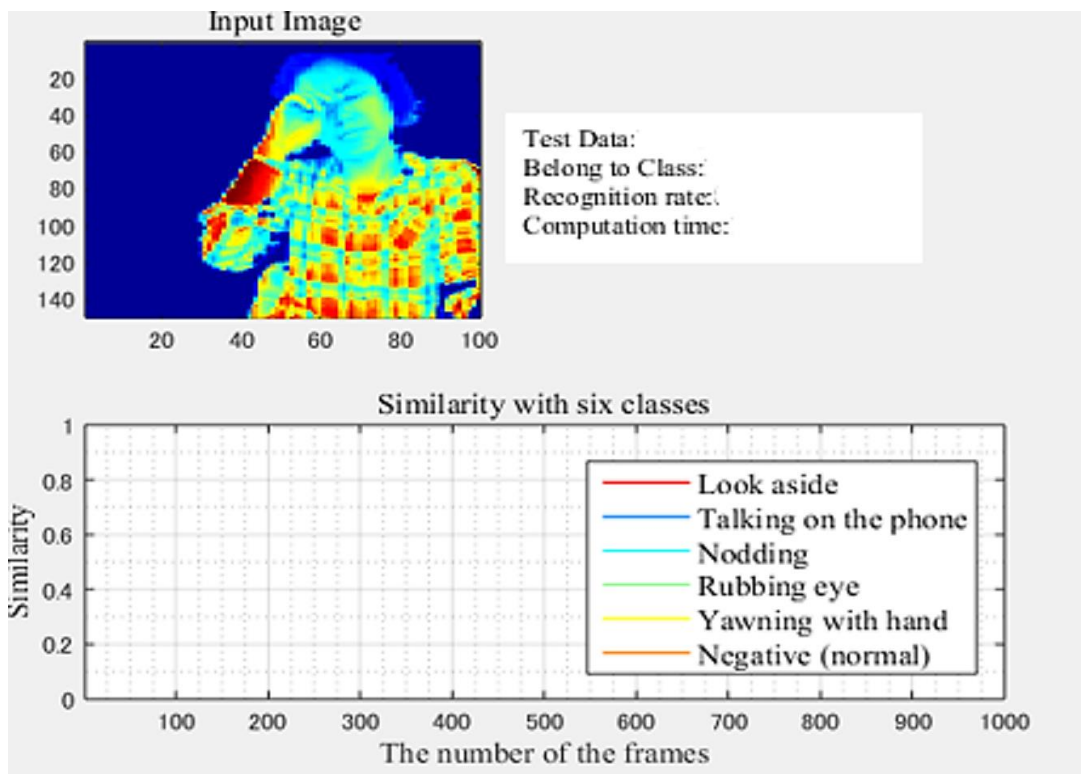 Input Image
20
40
60
80
100
120
140
20 40 60 80 100
Test Data:
Belong to Class:
Recognition rate:
Computation time:
Similarity with six classes
1
0.8
0.6
0.4
0.2
0
Similarity
Look aside
Talking on the phone
Nodding
Rubbing eye
Yawning with hand
Negative (normal)
100 200 300 400 500 600 700 800 900 1000
The number of the frames